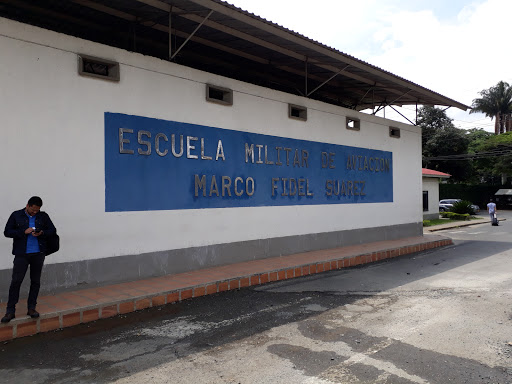 ESCUELA MILITAR DE AVIACION
MARCO FIDEL SUAREZ